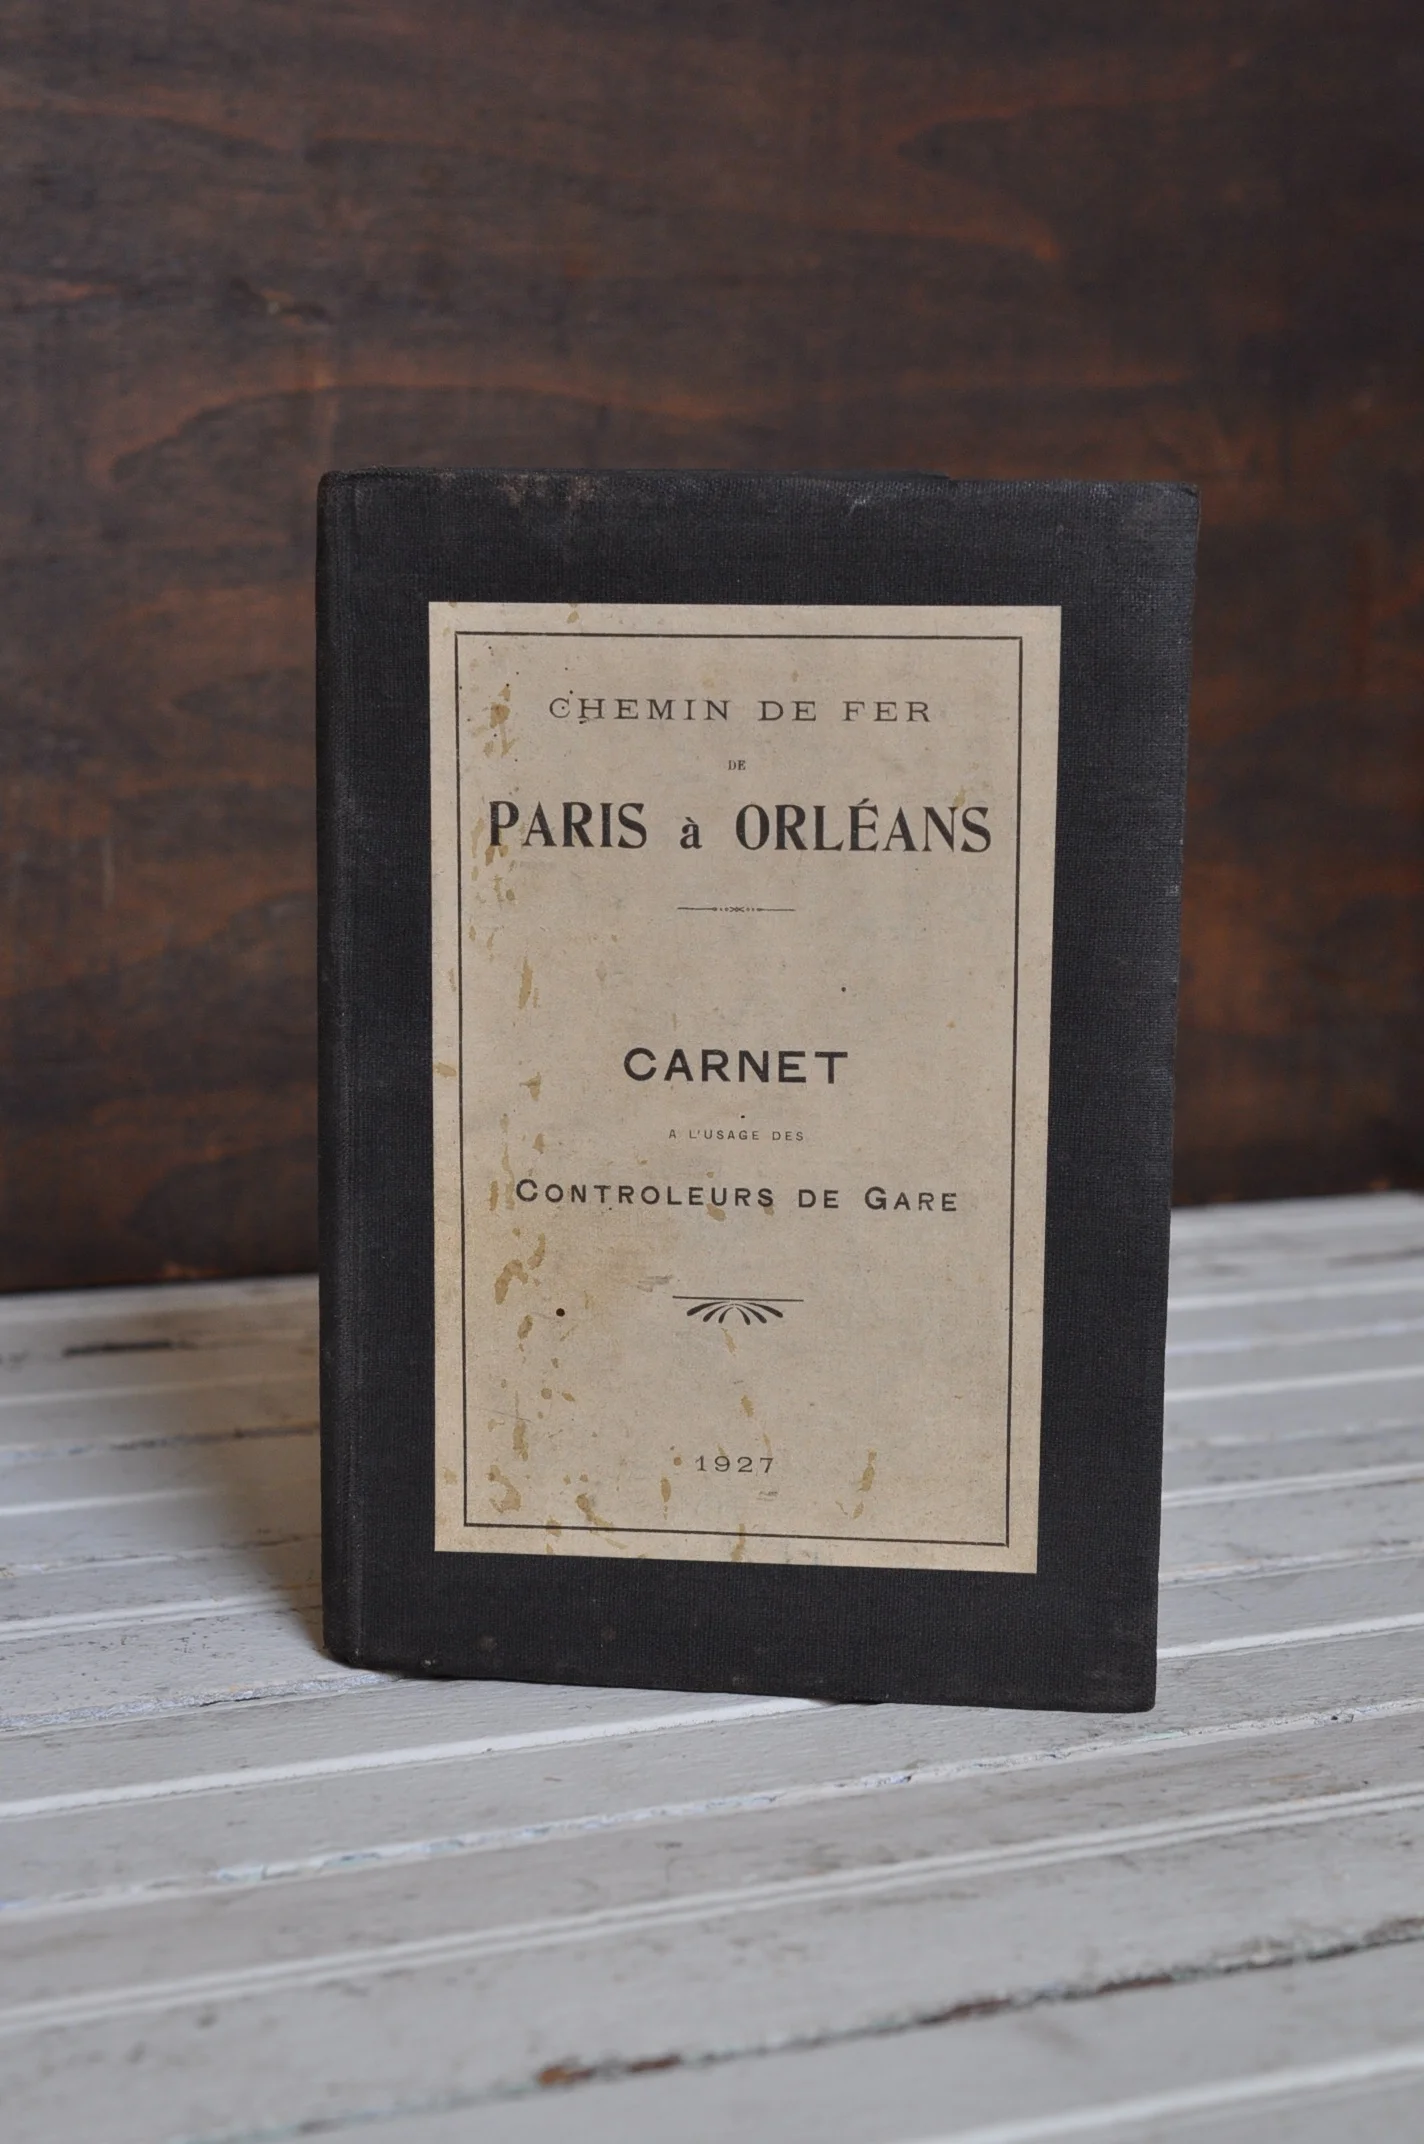 CHEMIN DE FER
DE
PARIS à ORLÉANS
CARNET
A L'USAGE DES
CONTROLEURS DE GARE
1927